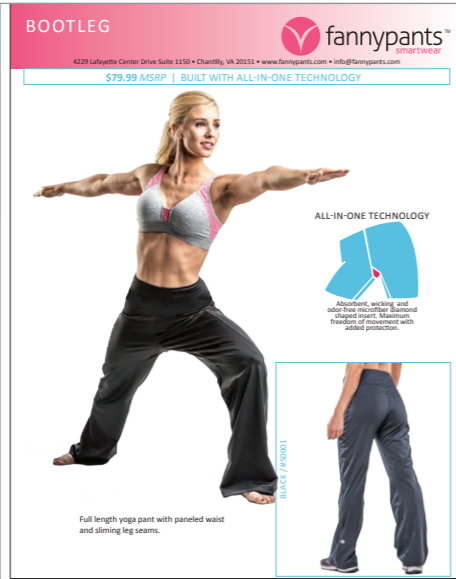 BOOTLEG
fannypants™
smartwear
4229 Lafayette Center Drive Suite 1150 • Chantilly, VA 20151 • www.fannypants.com • info@fannypants.com
$79.99 MSRP | BUILT WITH ALL-IN-ONE TECHNOLOGY
ALL-IN-ONE TECHNOLOGY
Absorbent, wicking and
odor-free microfiber diamond
shaped insert. Maximum
freedom of movement with
added protection.
BLACK / #50001
Full length yoga pant with paneled waist
and sliming leg seams.